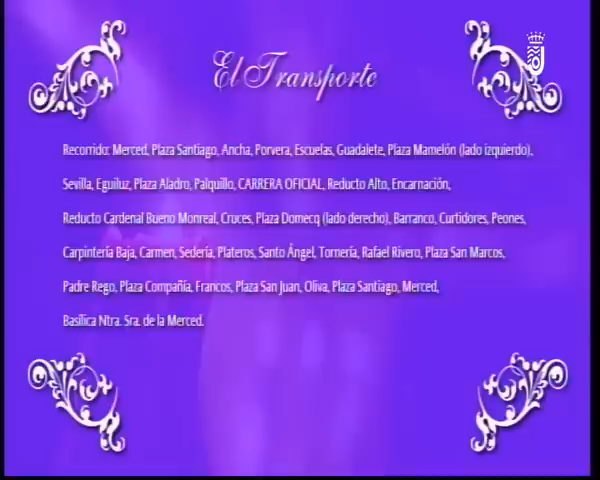 El Transporte
Recorrido: Merced, Plaza Santiago, Ancha, Porvera, Escuelas, Guadalete, Plaza Mamelón (lado izquierdo),
Sevilla, Eguiluz, Plaza Aladro, Palquillo, CARRERA OFICIAL, Reducto Alto, Encarnación,
Reducto Cardenal Bueno Monreal, Cruces, Plaza Domecq (lado derecho), Barranco, Curtidores, Peones,
Carpintería Baja, Carmen, Sedería, Plateros, Santo Ángel, Tornería, Rafael Rivero, Plaza San Marcos,
Padre Rego, Plaza Compañía, Francos, Plaza San Juan, Oliva, Plaza Santiago, Merced,
Basílica Ntra. Sra. de la Merced.